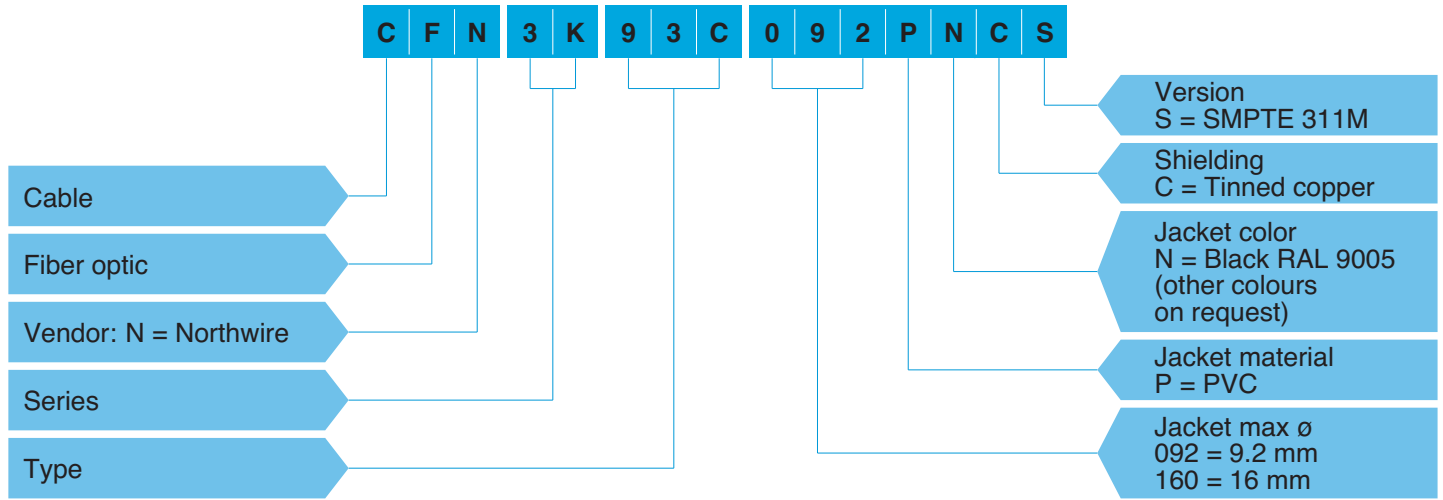 C F N 3 K 9 3 C 0 9 2 P N C S
Cable
Fiber optic
Vendor: N = Northwire
Series
Type
Version
S = SMPTE 311M
Shielding
C = Tinned copper
Jacket color
N = Black RAL 9005
(other colours
on request)
Jacket material
P = PVC
Jacket max ø
092 = 9.2 mm
160 = 16 mm